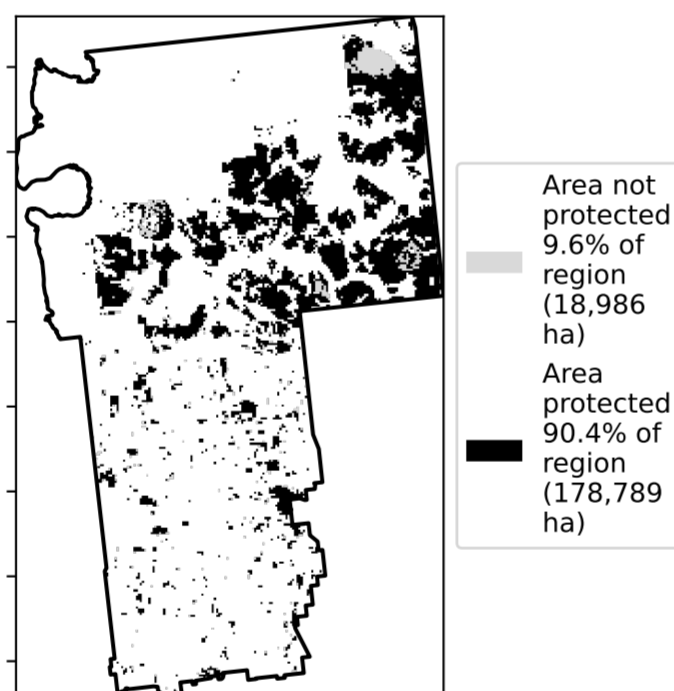 Area not
protected
9.6% of
region
(18,986
ha)
Area
protected
90.4% of
region
(178,789
ha)